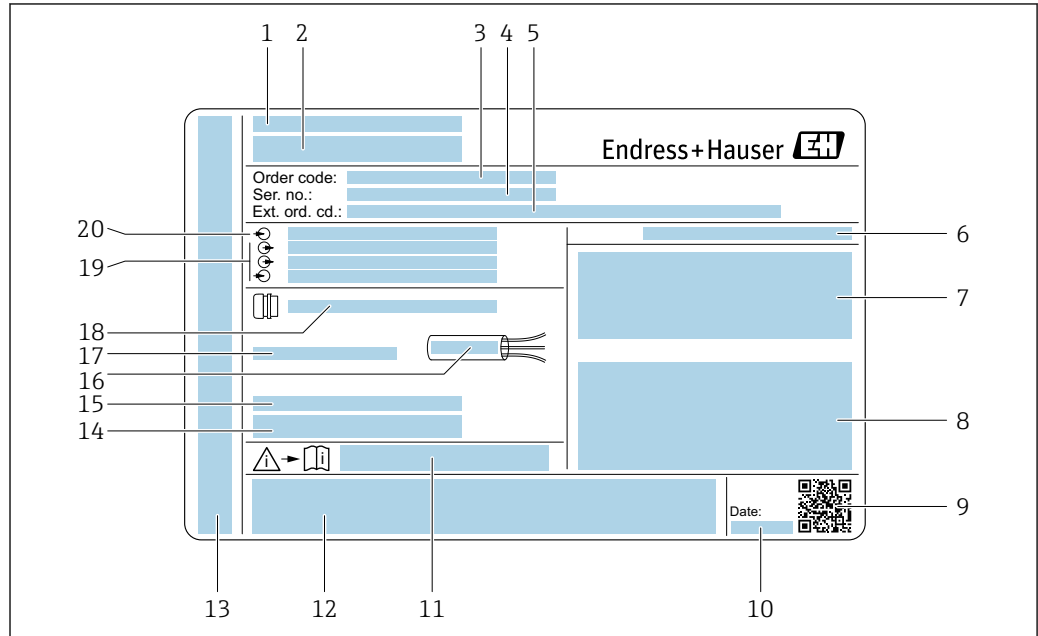 1 2 3 4 5
Endress+Hauser EH
Order code:
Ser. no.:
Ext. ord. cd.:
20
6
19
7
18
17
16
15
14
8
i i
Date:
9
13 12 11 10